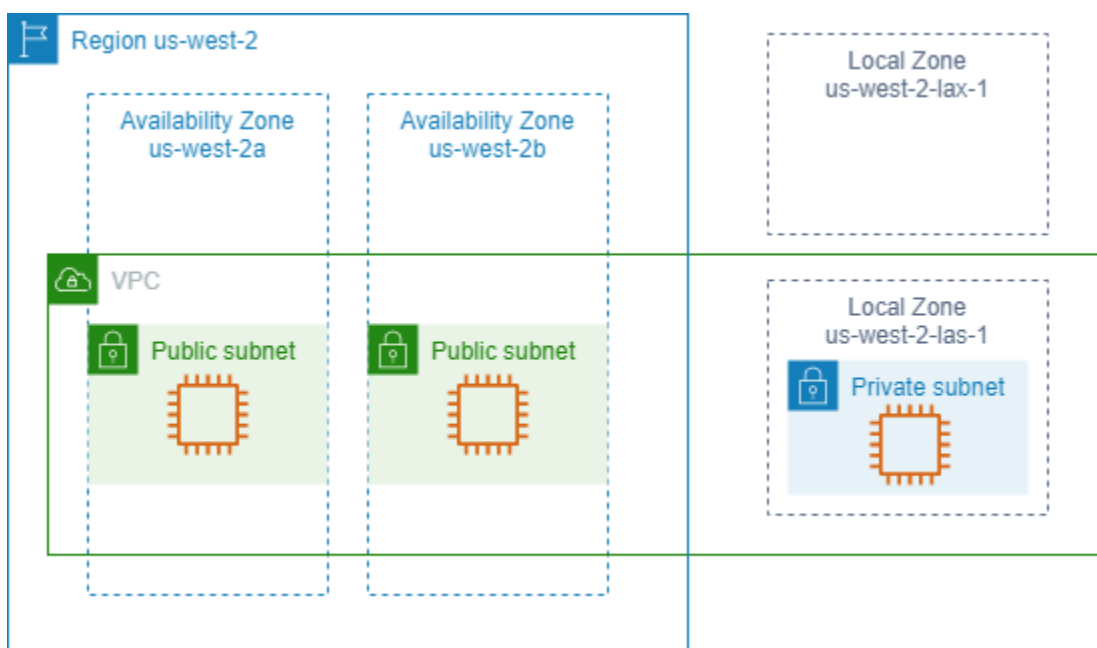 Region us-west-2
Availability Zone
us-west-2a
Availability Zone
us-west-2b
Local Zone
us-west-2-lax-1
VPC
Public subnet
Public subnet
Local Zone
us-west-2-las-1
Private subnet